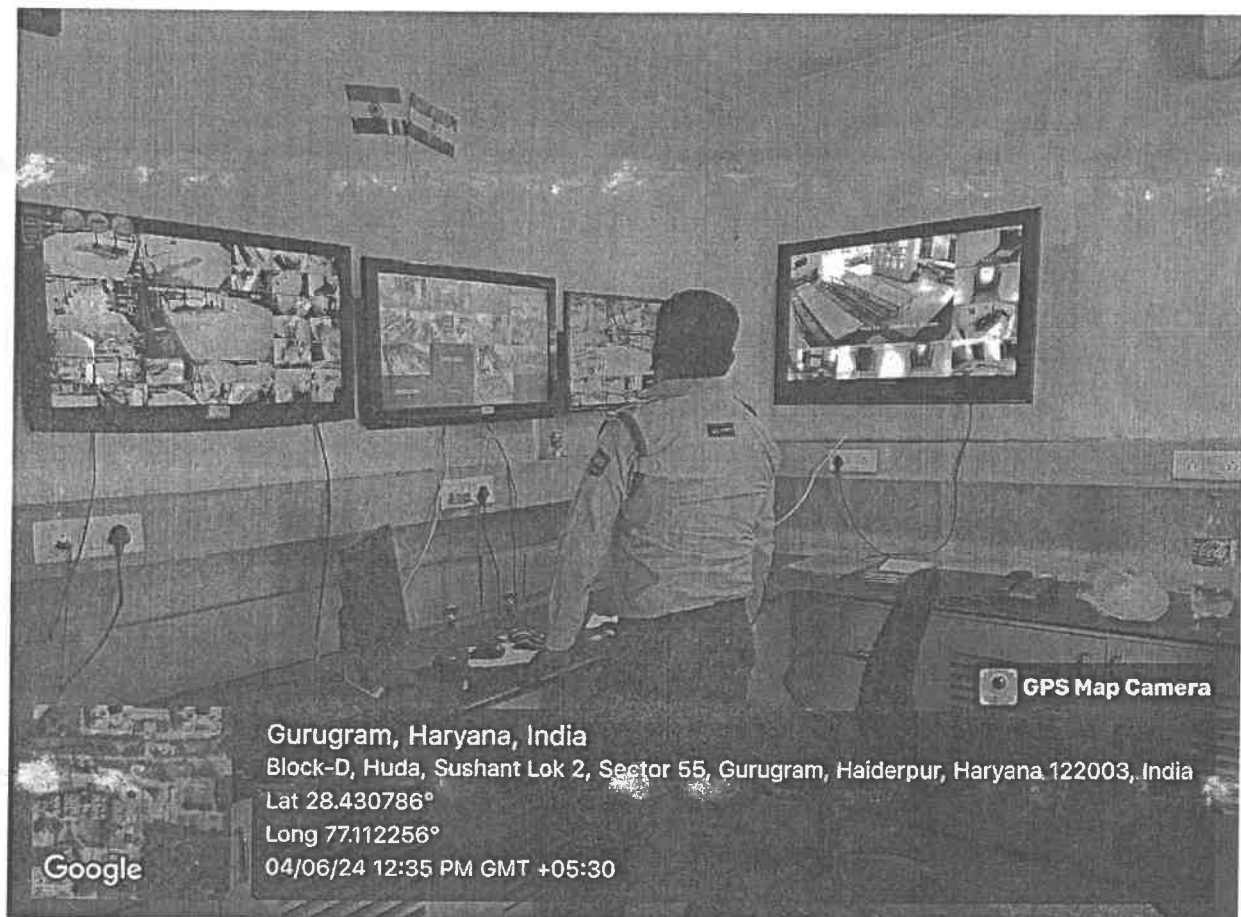 GPS Map Camera
Gurugram, Haryana, India
Block-D, Huda, Sushant Lok 2, Sector 55, Gurugram, Haiderpur, Haryana 122003, India
Lat 28.430786°
Long 77.112256°
04/06/24 12:35 PM GMT +05:30
Google